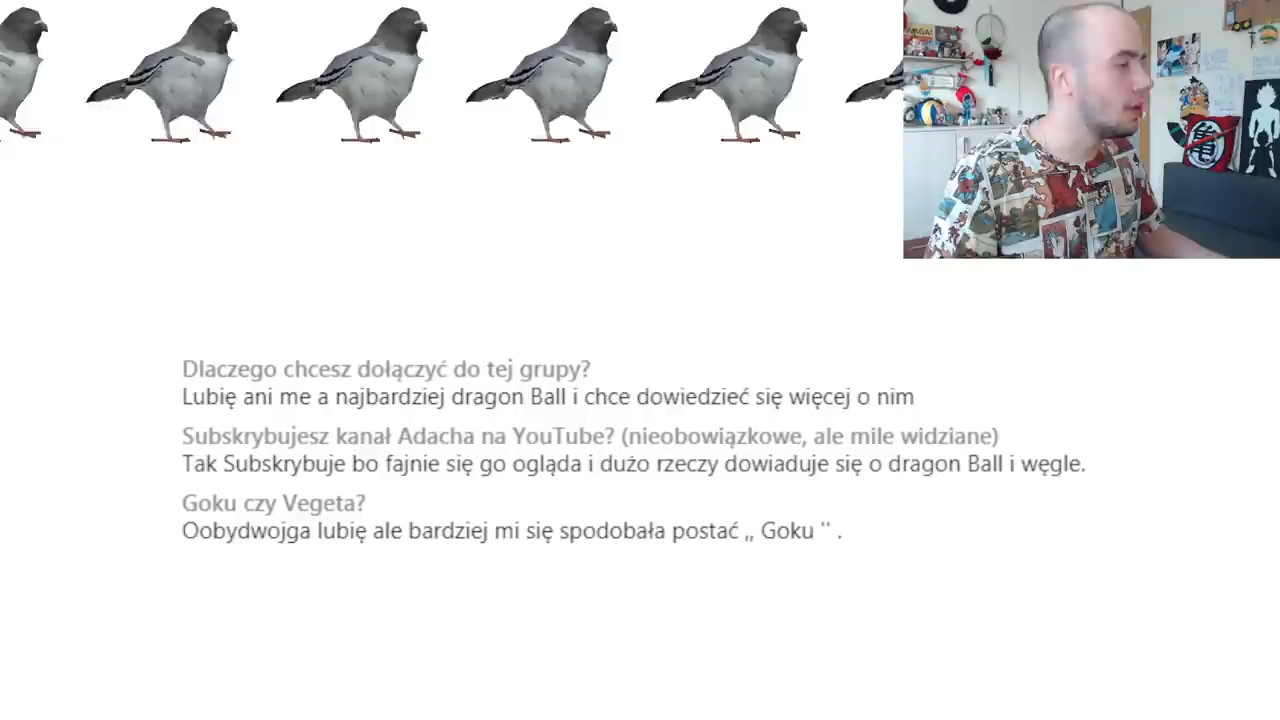 UWAGA!
Dlaczego chcesz dołączyć do tej grupy?
Lubię ani me a najbardziej dragon Ball i chce dowiedzieć się więcej o nim
Subskrybujesz kanał Adacha na YouTube? (nieobowiązkowe, ale mile widziane)
Tak Subskrybuje bo fajnie się go ogląda i dużo rzeczy dowiaduje się o dragon Ball i węgle.
Goku czy Vegeta?
Oobydwojga lubię ale bardziej mi się spodobała postać ,, Goku '' .
亀